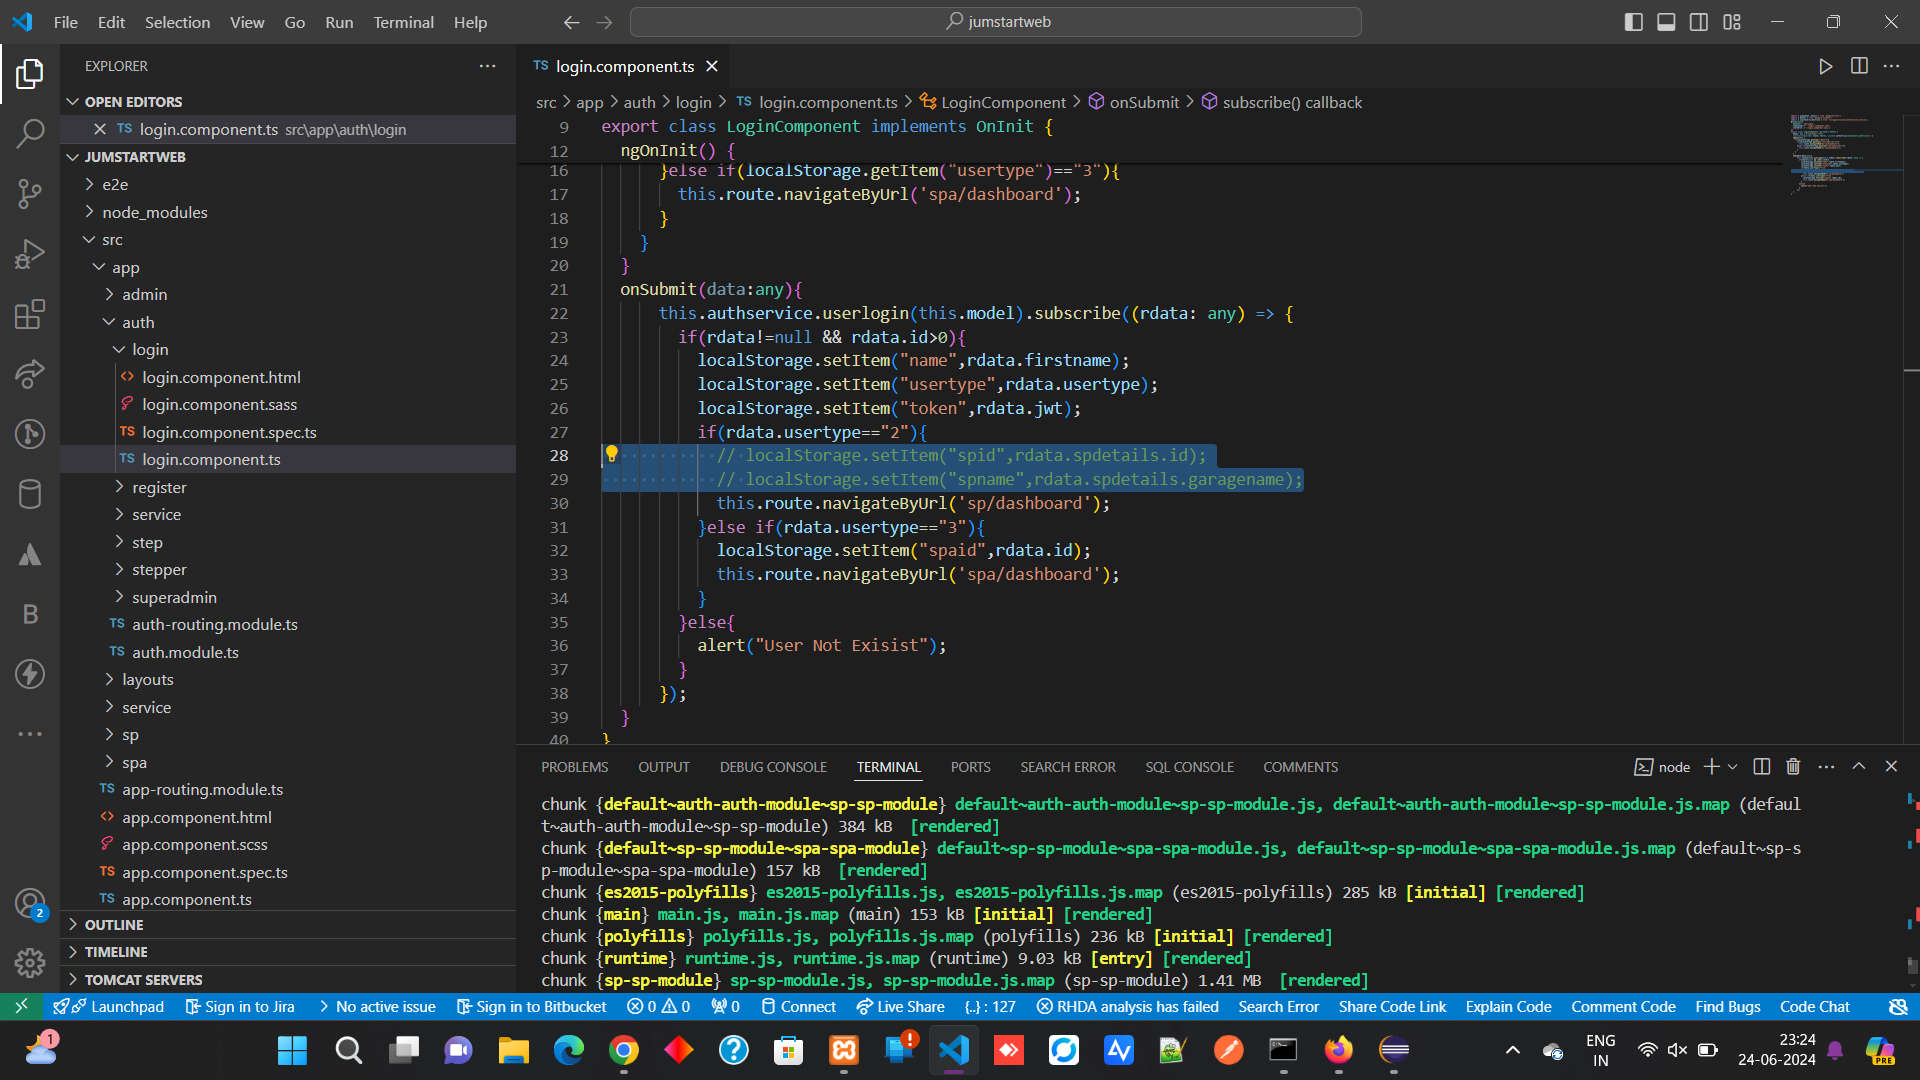 File Edit Selection View Go Run Terminal Help
jumstartweb
EXPLORER
OPEN EDITORS
TS login.component.ts src\app\auth\login
JUMSTARTWEB
e2e
node_modules
src
app
admin
auth
login
login.component.html
login.component.sass
TS login.component.spec.ts
TS login.component.ts
register
service
step
stepper
superadmin
TS auth-routing.module.ts
TS auth.module.ts
layouts
service
sp
spa
TS app-routing.module.ts
app.component.html
app.component.scss
TS app.component.spec.ts
TS app.component.ts
OUTLINE
TIMELINE
TOMCAT SERVERS
B
2
TS login.component.ts
src > app > auth > login > TS login.component.ts > LoginComponent > onSubmit > subscribe() callback
9 export class LoginComponent implements OnInit {
12 ngOnInit() {
16 }else if(localStorage.getItem("usertype")=="3"){
17 this.route.navigateByUrl('spa/dashboard');
18 }
19 }
20 }
21 onSubmit(data:any){
22 this.authservice.userlogin(this.model).subscribe((rdata: any) => {
23 if(rdata!=null && rdata.id>0){
24 localStorage.setItem("name",rdata.firstname);
25 localStorage.setItem("usertype",rdata.usertype);
26 localStorage.setItem("token",rdata.jwt);
27 if(rdata.usertype=="2"){
28 // localStorage.setItem("spid",rdata.spdetails.id);
29 // localStorage.setItem("spname",rdata.spdetails.garagename);
30 this.route.navigateByUrl('sp/dashboard');
31 }else if(rdata.usertype=="3"){
32 localStorage.setItem("spaid",rdata.id);
33 this.route.navigateByUrl('spa/dashboard');
34 }
35 }else{
36 alert("User Not Exisist");
37 }
38 });
39 }
40 }
PROBLEMS OUTPUT DEBUG CONSOLE TERMINAL PORTS SEARCH ERROR SQL CONSOLE COMMENTS
node
chunk {default~auth-auth-module~sp-sp-module} default~auth-auth-module~sp-sp-module.js, default~auth-auth-module~sp-sp-module.js.map (defaul
t~auth-auth-module~sp-sp-module) 384 kB [rendered]
chunk {default~sp-sp-module~spa-spa-module} default~sp-sp-module~spa-spa-module.js, default~sp-sp-module~spa-spa-module.js.map (default~sp-s
p-module~spa-spa-module) 157 kB [rendered]
chunk {es2015-polyfills} es2015-polyfills.js, es2015-polyfills.js.map (es2015-polyfills) 285 kB [initial] [rendered]
chunk {main} main.js, main.js.map (main) 153 kB [initial] [rendered]
chunk {polyfills} polyfills.js, polyfills.js.map (polyfills) 236 kB [initial] [rendered]
chunk {runtime} runtime.js, runtime.js.map (runtime) 9.03 kB [entry] [rendered]
chunk {sp-sp-module} sp-sp-module.js, sp-sp-module.js.map (sp-sp-module) 1.41 MB [rendered]
Launchpad Sign in to Jira > No active issue Sign in to Bitbucket 0 0 0 Connect Live Share {..} : 127 RHDA analysis has failed Search Error Share Code Link Explain Code Comment Code Find Bugs Code Chat
1
ENG
IN
23:24
24-06-2024
PRE